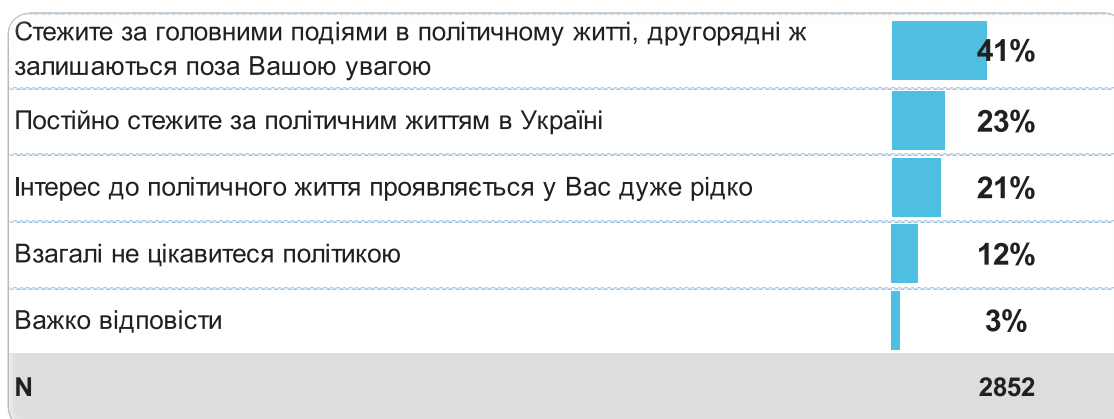 Стежите за головними подіями в політичному житті, другорядні ж
залишаються поза Вашою увагою
41%
Постійно стежите за політичним життям в Україні 23%
Інтерес до політичного життя проявляється у Вас дуже рідко 21%
Взагалі не цікавитеся політикою 12%
Важко відповісти 3%
N 2852